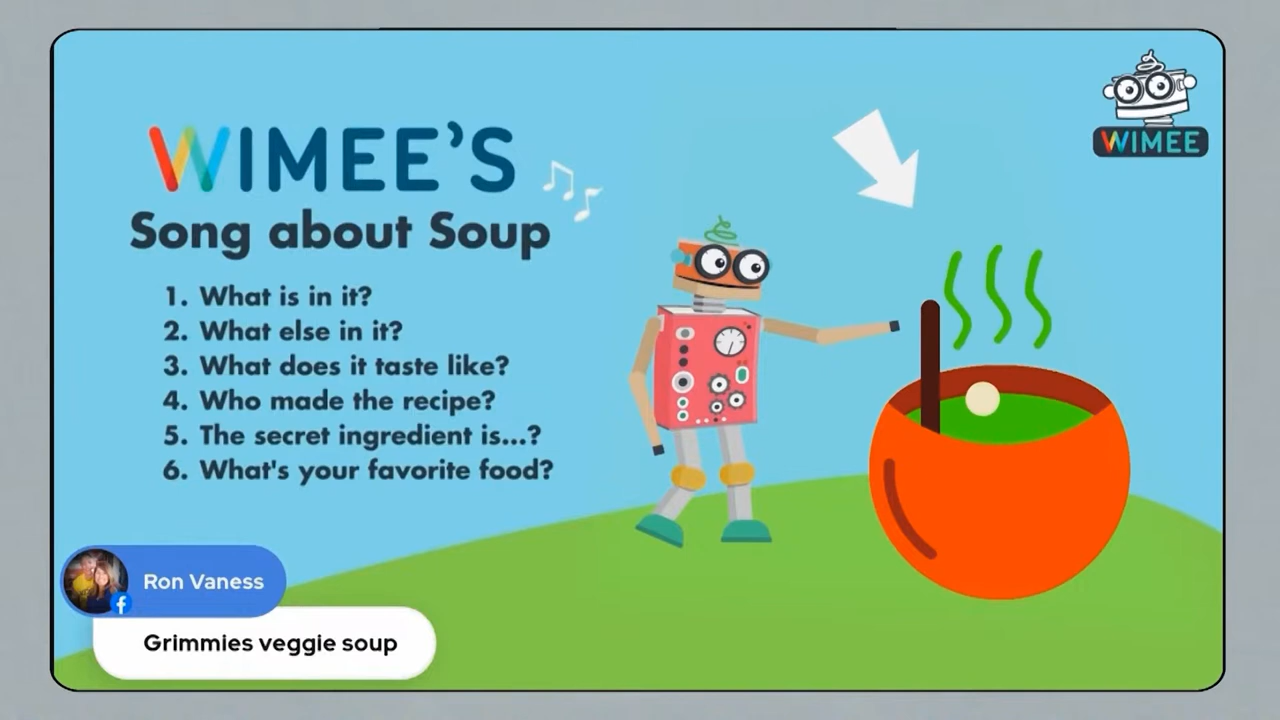 WIMEE'S
Song about Soup
1. What is in it?
2. What else in it?
3. What does it taste like?
4. Who made the recipe?
5. The secret ingredient is...?
6. What's your favorite food?
WIMEE
Ron Vaness
f
Grimmies veggie soup